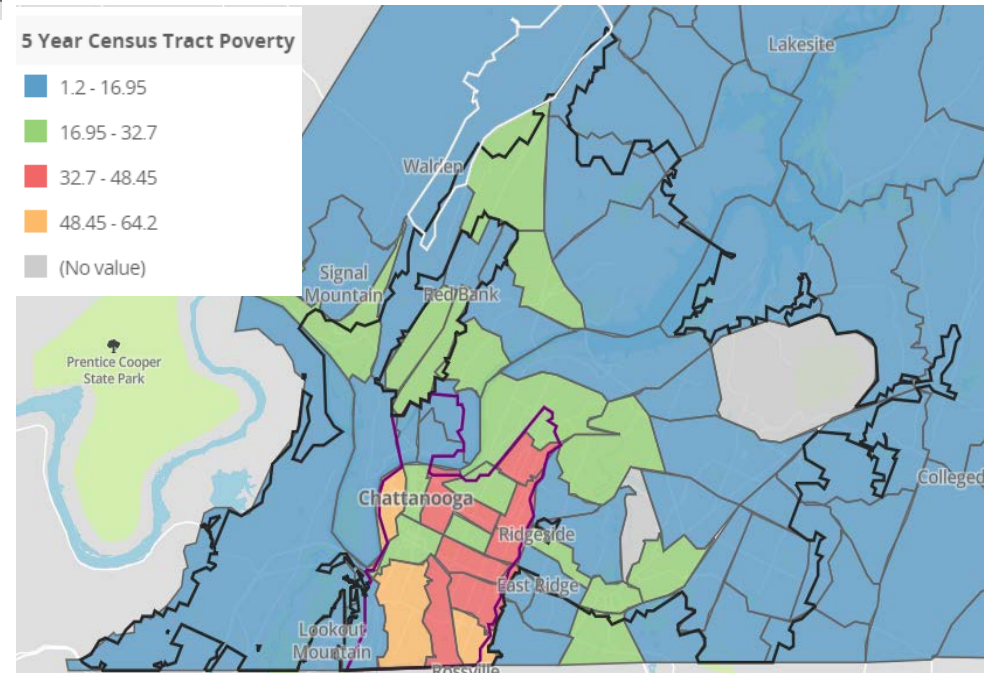 5 Year Census Tract Poverty
1.2 - 16.95
16.95 - 32.7
32.7 - 48.45
48.45 - 64.2
(No value)
Lakesite
Walden
Signal
Mountain
Red Bank
Prentice Cooper
State Park
Chattanooga
Colleged
Ridgeside
East Ridge
Lookout
Mountain
Rossville